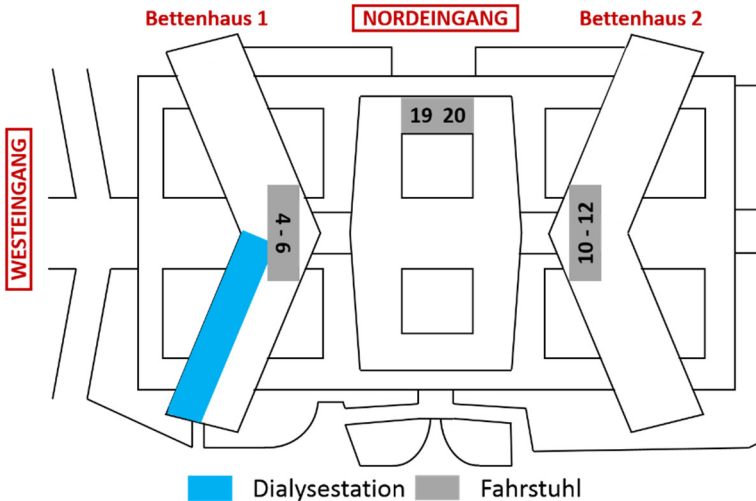 Bettenhaus 1
NORDEINGANG
Bettenhaus 2
19 20
WESTEINGANG
4 - 6
10 - 12
Dialysestation
Fahrstuhl